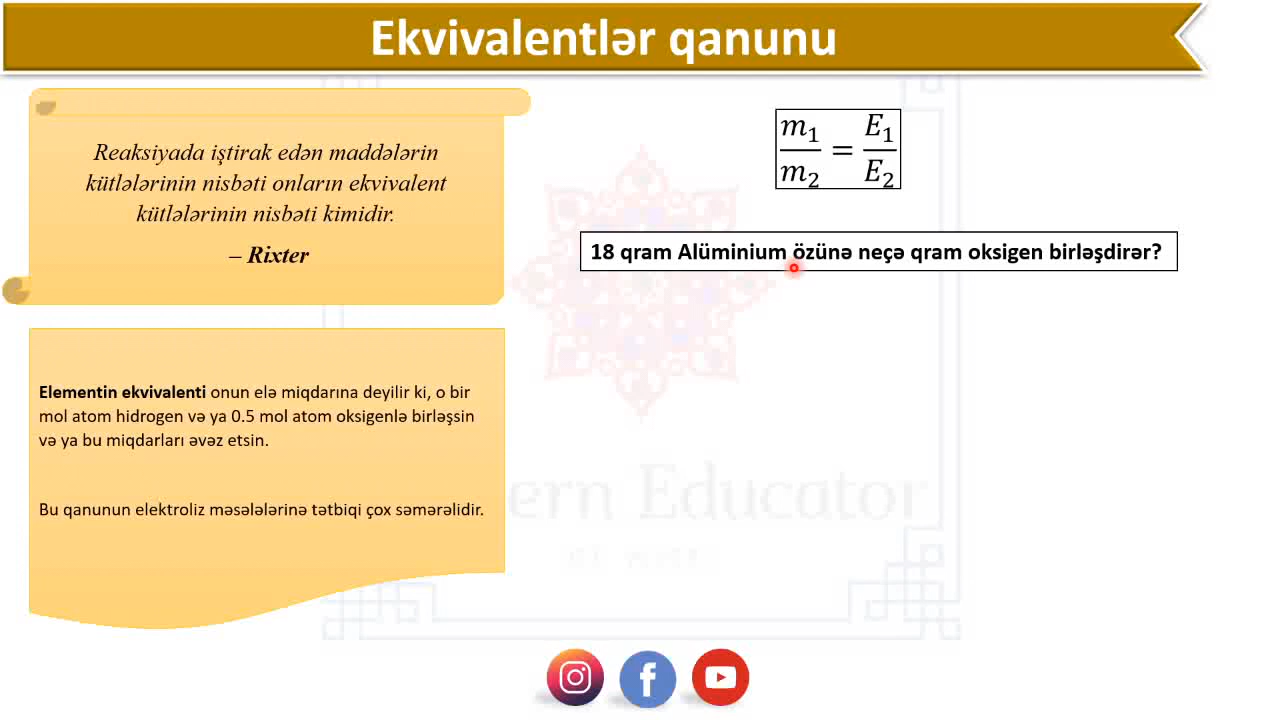 Ekvivalentlər qanunu
Reaksiyada iştirak edən maddələrin
kütlələrinin nisbəti onların ekvivalent
kütlələrinin nisbəti kimidir.
– Rixter
m₁/m₂ = E₁/E₂
18 qram Alüminium özünə neçə qram oksigen birləşdirər?
Elementin ekvivalenti onun elə miqdarına deyilir ki, o bir
mol atom hidrogen və ya 0.5 mol atom oksigenlə birləşsin
və ya bu miqdarları əvəz etsin.
Bu qanunun elektroliz məsələlərinə tətbiqi çox səmərəlidir.
ern Educator